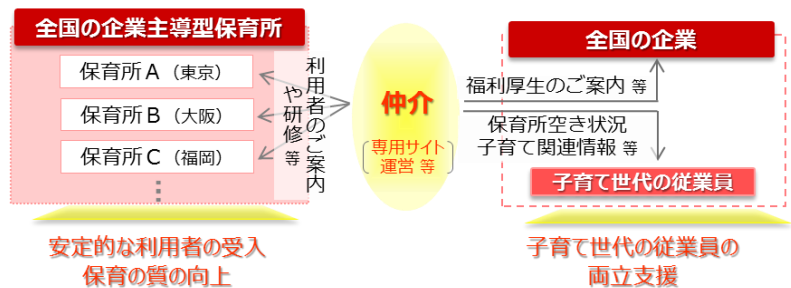 全国の企業主導型保育所
保育所A（東京）
保育所B（大阪）
保育所C（福岡）
利用者のご案内
や研修 等
仲介
専用サイト
運営 等
全国の企業
福利厚生のご案内 等
保育所空き状況
子育て関連情報 等
子育て世代の従業員
安定的な利用者の受入
保育の質の向上
子育て世代の従業員の
両立支援